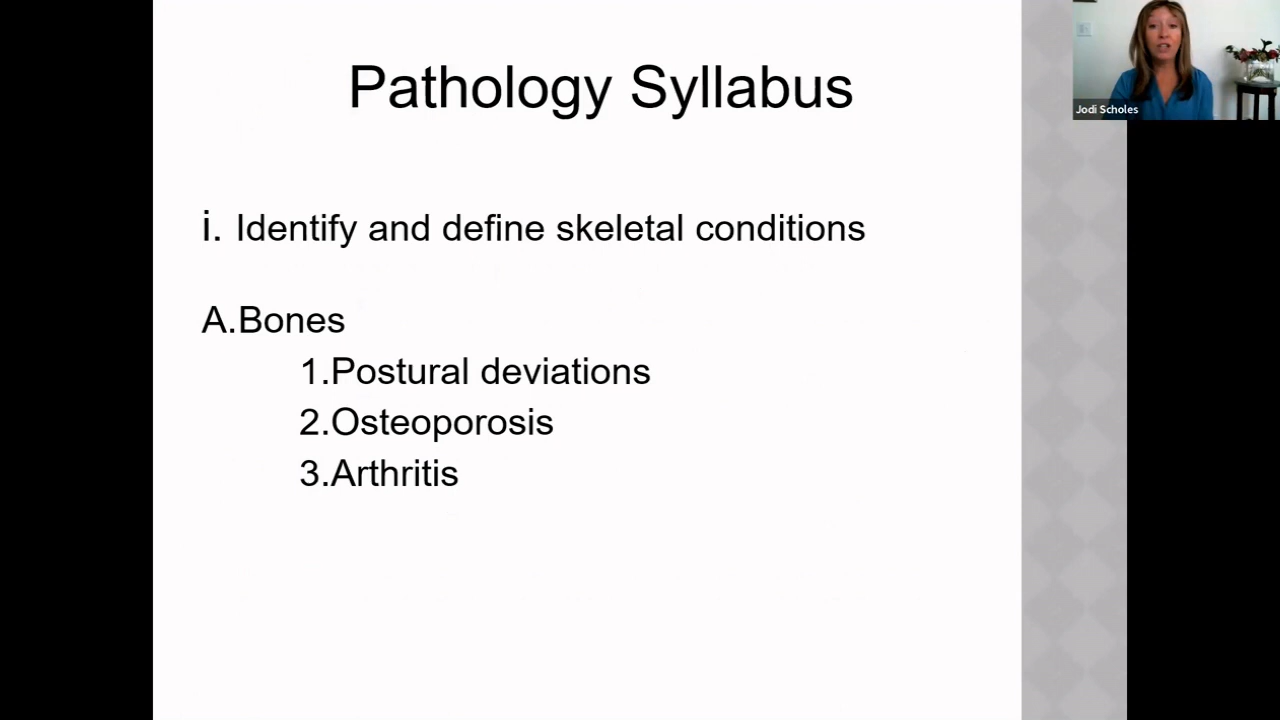 Pathology Syllabus
Jodi Scholes
i. Identify and define skeletal conditions
A.Bones
1.Postural deviations
2.Osteoporosis
3.Arthritis